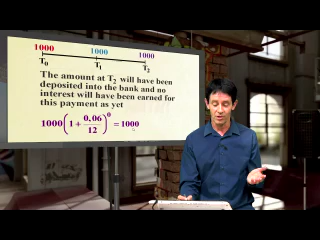 1000 1000 1000
T₀ T₁ T₂
The amount at T₂ will have been
deposited into the bank and no
interest will have been earned for
this payment as yet
1000(1 + 0,06/12)⁰ = 1000